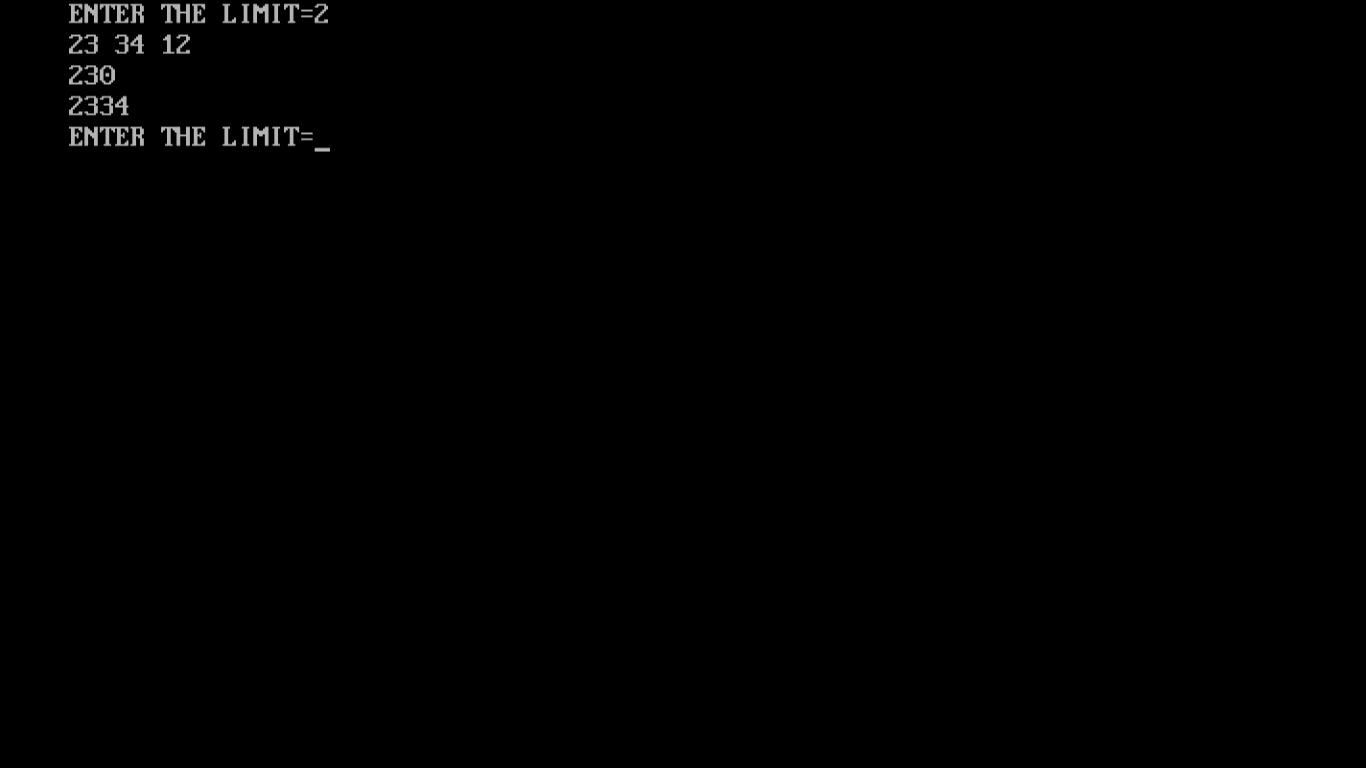 ENTER THE LIMIT=2
23 34 12
230
2334
ENTER THE LIMIT=_